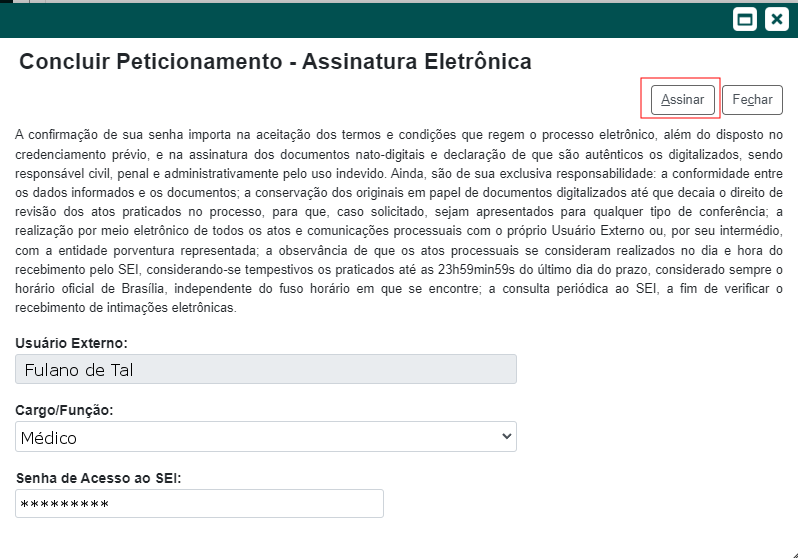 Concluir Peticionamento - Assinatura Eletrônica
Assinar Fechar
A confirmação de sua senha importa na aceitação dos termos e condições que regem o processo eletrônico, além do disposto no
credenciamento prévio, e na assinatura dos documentos nato-digitais e declaração de que são autênticos os digitalizados, sendo
responsável civil, penal e administrativamente pelo uso indevido. Ainda, são de sua exclusiva responsabilidade: a conformidade entre
os dados informados e os documentos; a conservação dos originais em papel de documentos digitalizados até que decaia o direito de
revisão dos atos praticados no processo, para que, caso solicitado, sejam apresentados para qualquer tipo de conferência; a
realização por meio eletrônico de todos os atos e comunicações processuais com o próprio Usuário Externo ou, por seu intermédio,
com a entidade porventura representada; a observância de que os atos processuais se consideram realizados no dia e hora do
recebimento pelo SEI, considerando-se tempestivos os praticados até as 23h59min59s do último dia do prazo, considerado sempre o
horário oficial de Brasília, independente do fuso horário em que se encontre; a consulta periódica ao SEI, a fim de verificar o
recebimento de intimações eletrônicas.
Usuário Externo:
Fulano de Tal
Cargo/Função:
Médico
Senha de Acesso ao SEI:
*********